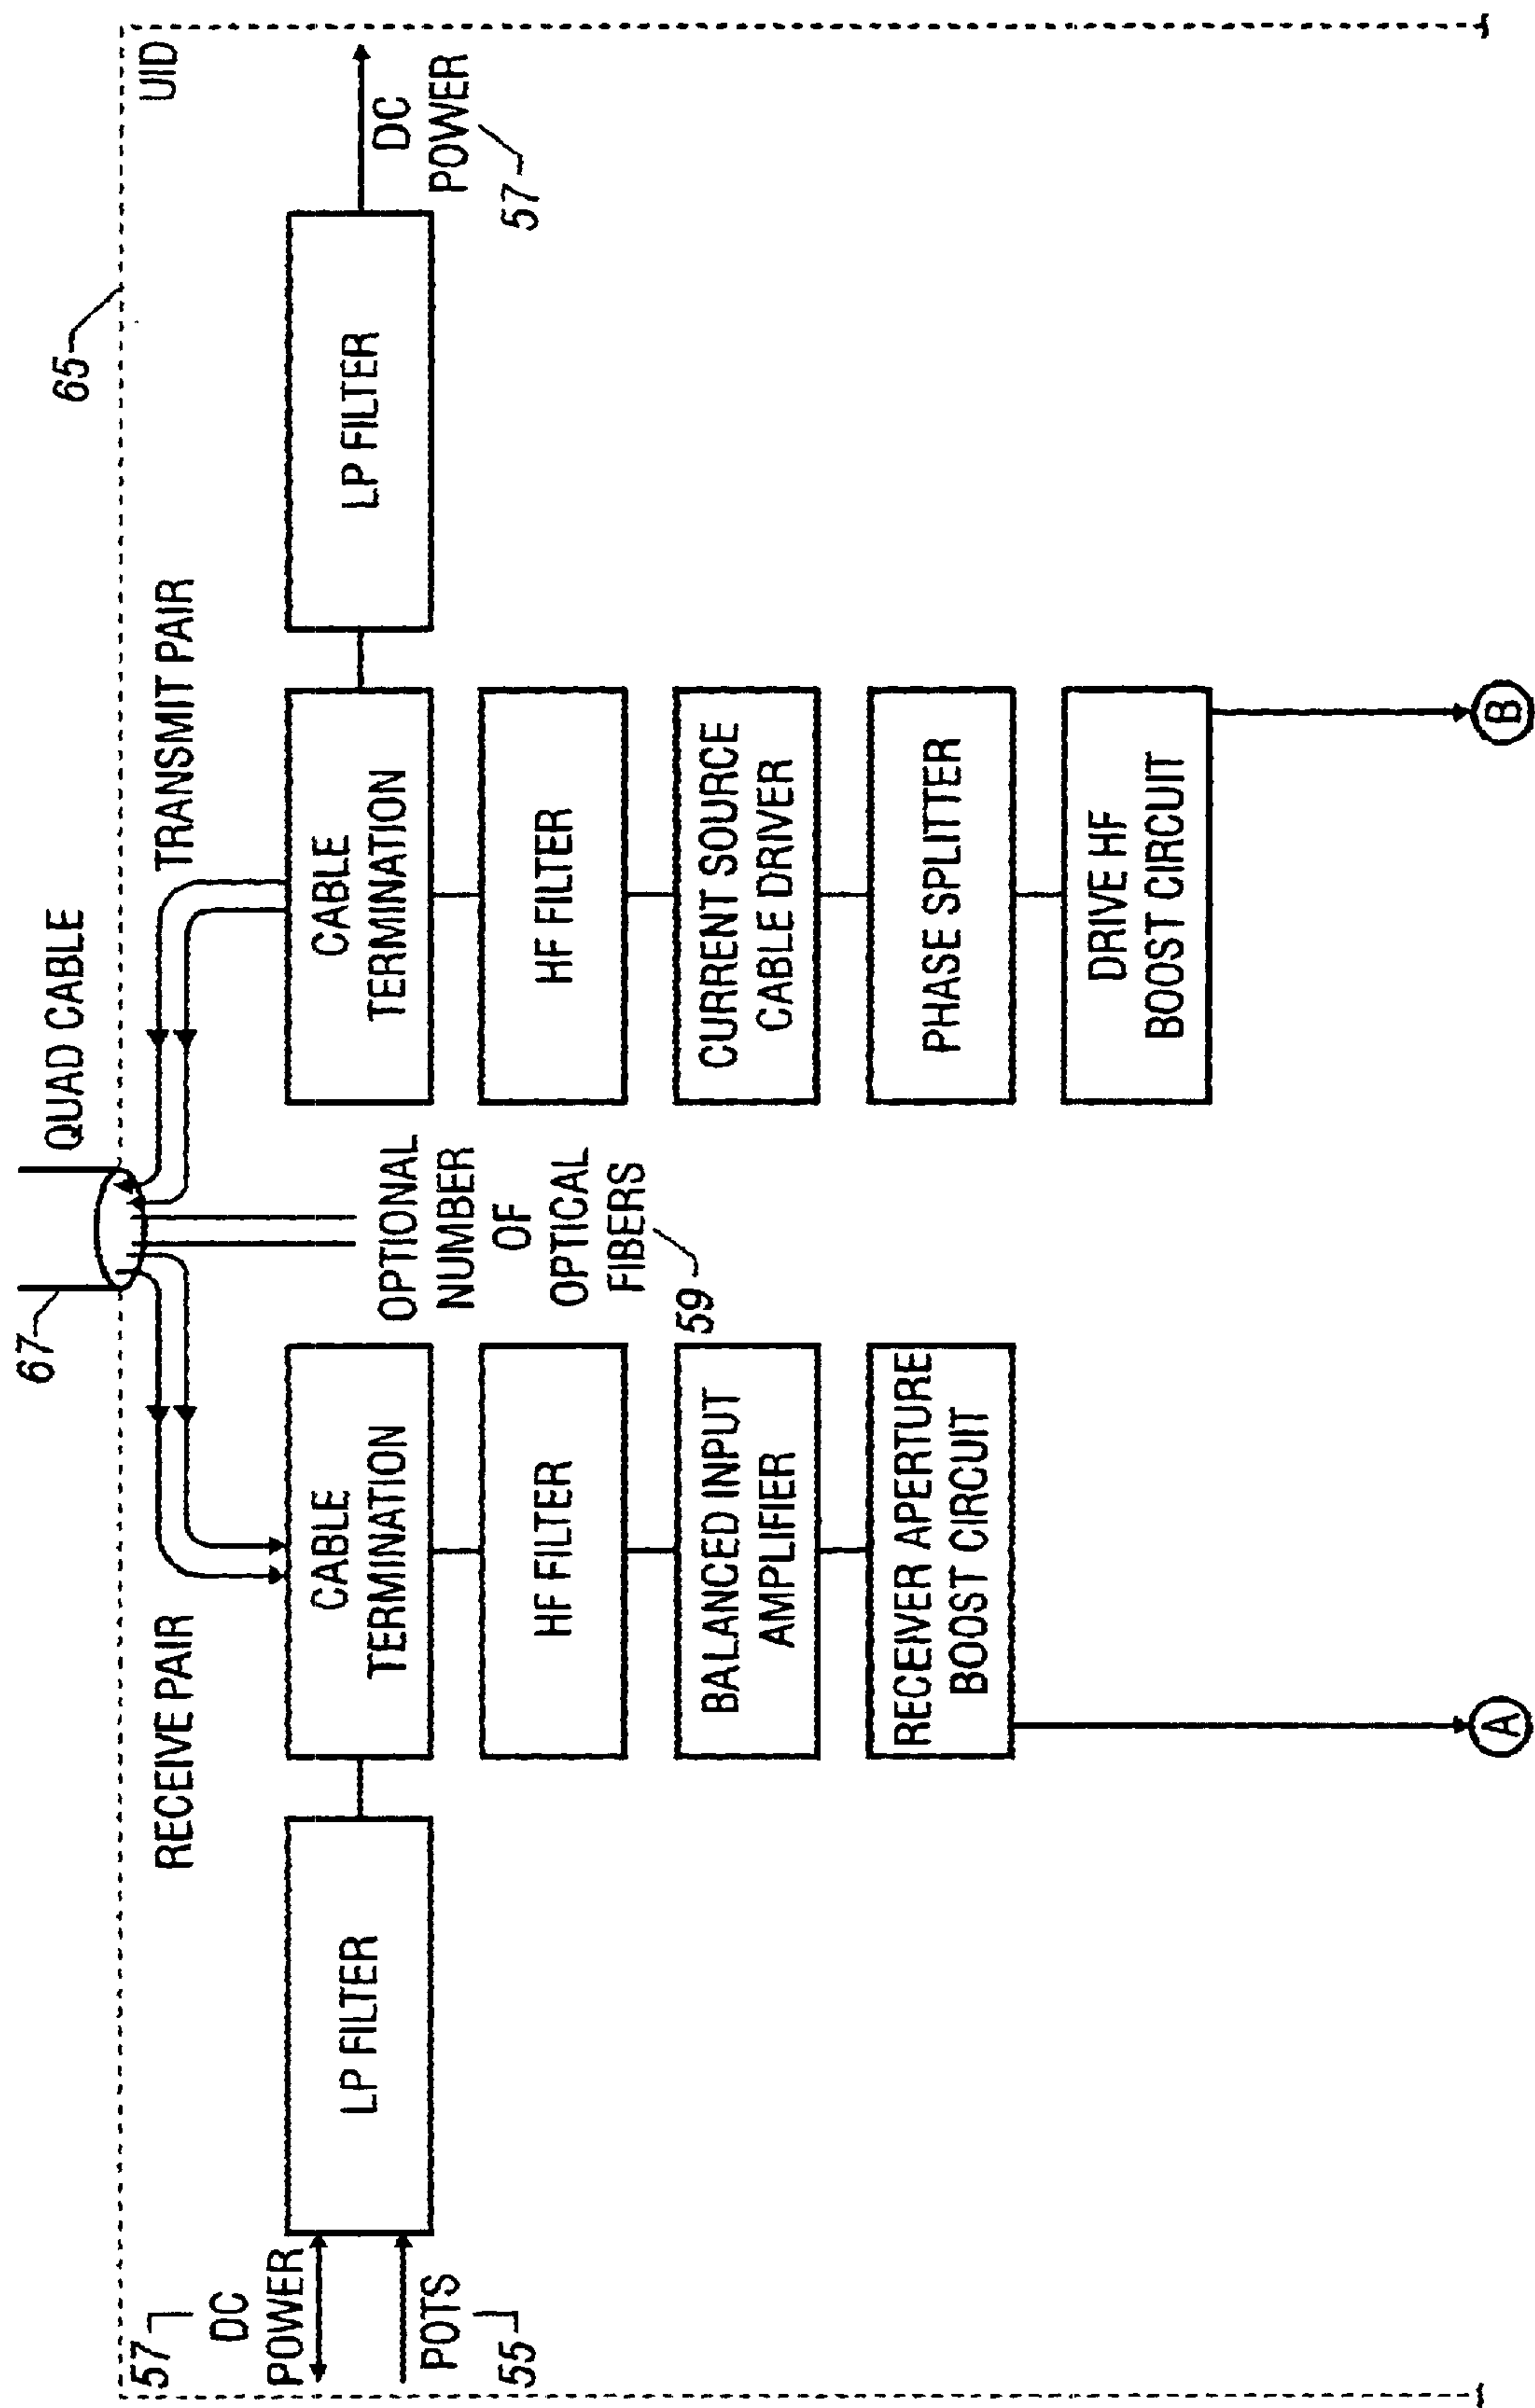 67
QUAD CABLE
65
UID
RECEIVE PAIR
TRANSMIT PAIR
57
DC
POWER
POTS
55
LP FILTER
CABLE
TERMINATION
HF FILTER
BALANCED INPUT
AMPLIFIER
RECEIVER APERTURE
BOOST CIRCUIT
A
OPTIONAL
NUMBER
OF
OPTICAL
FIBERS
59
CABLE
TERMINATION
HF FILTER
CURRENT SOURCE
CABLE DRIVER
PHASE SPLITTER
DRIVE HF
BOOST CIRCUIT
B
LP FILTER
DC
POWER
57